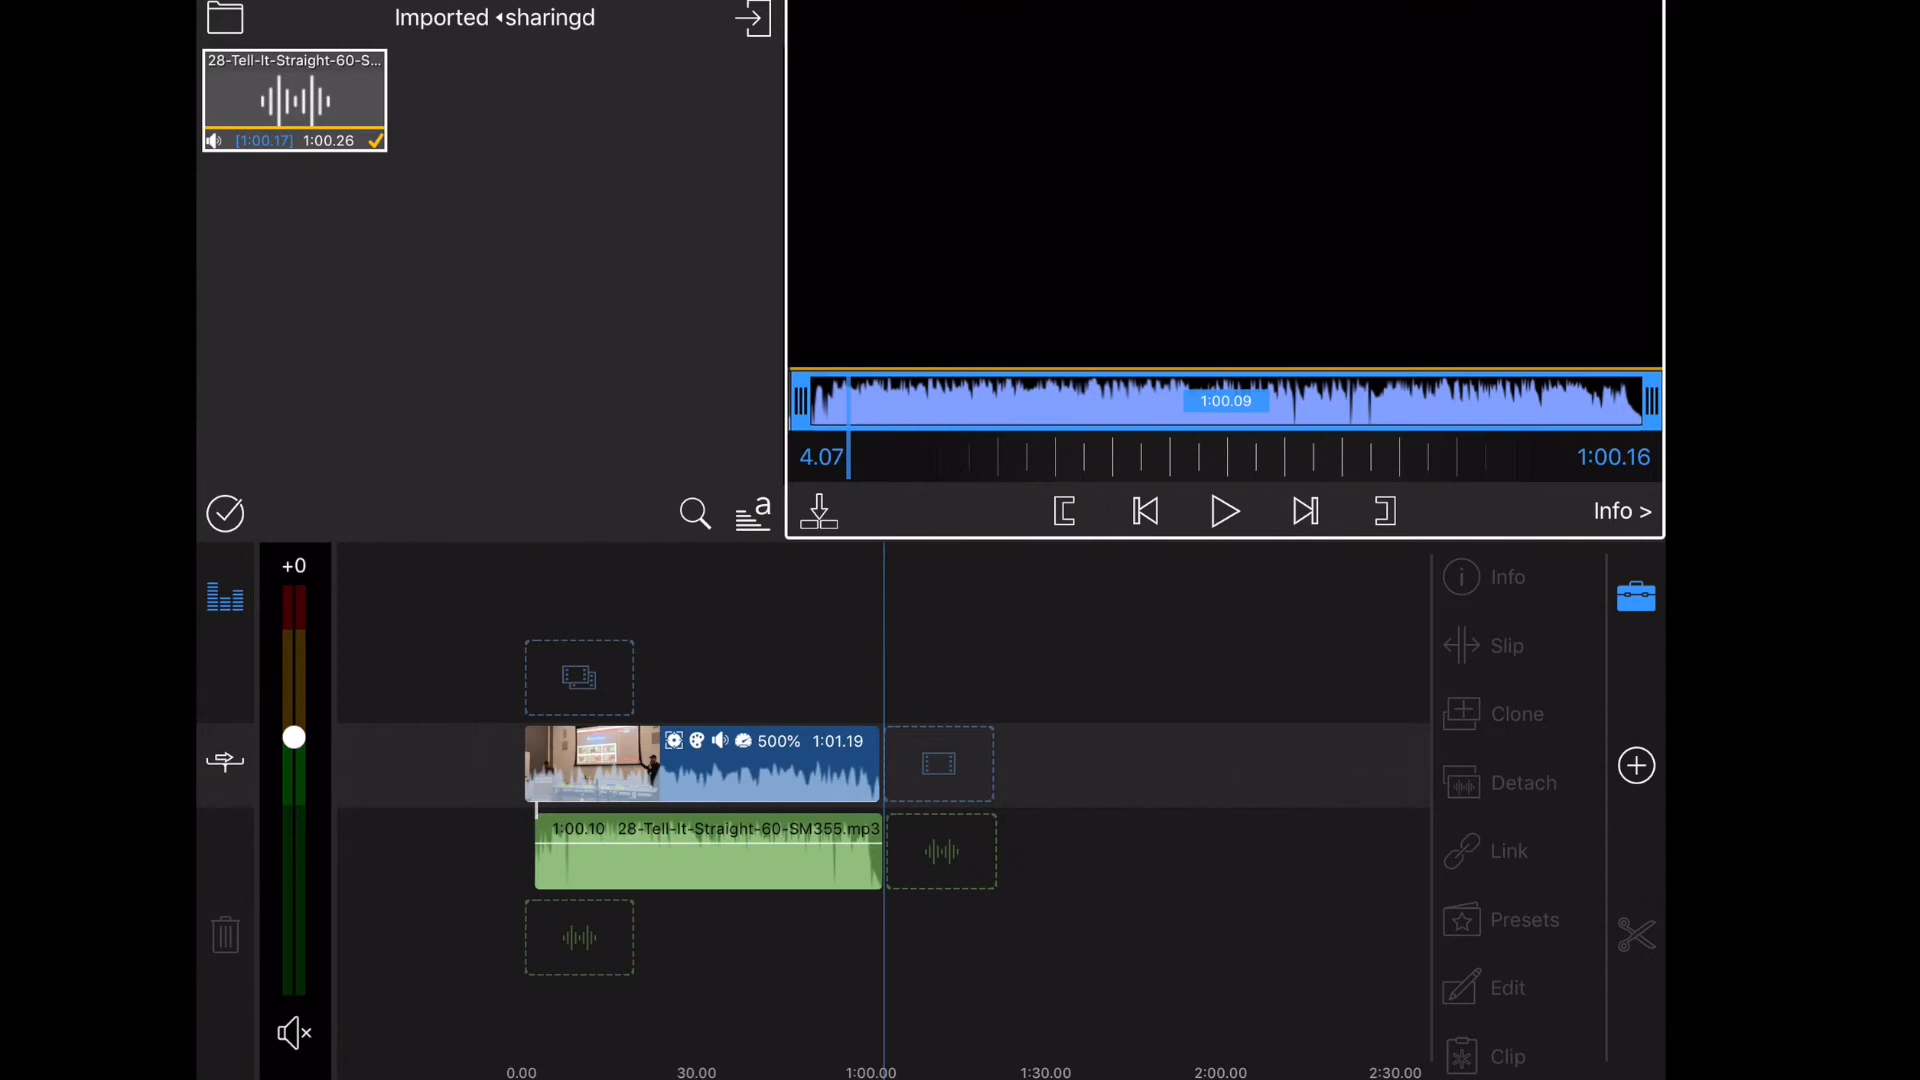 Imported ◂sharingd
28-Tell-It-Straight-60-S...
[1:00.17] 1:00.26
1:00.09
4.07
1:00.16
Info >
a
+0
500% 1:01.19
1:00.10 28-Tell-It-Straight-60-SM355.mp3
Info
Slip
Clone
Detach
Link
Presets
Edit
Clip
0.00 30.00 1:00.00 1:30.00 2:00.00 2:30.00